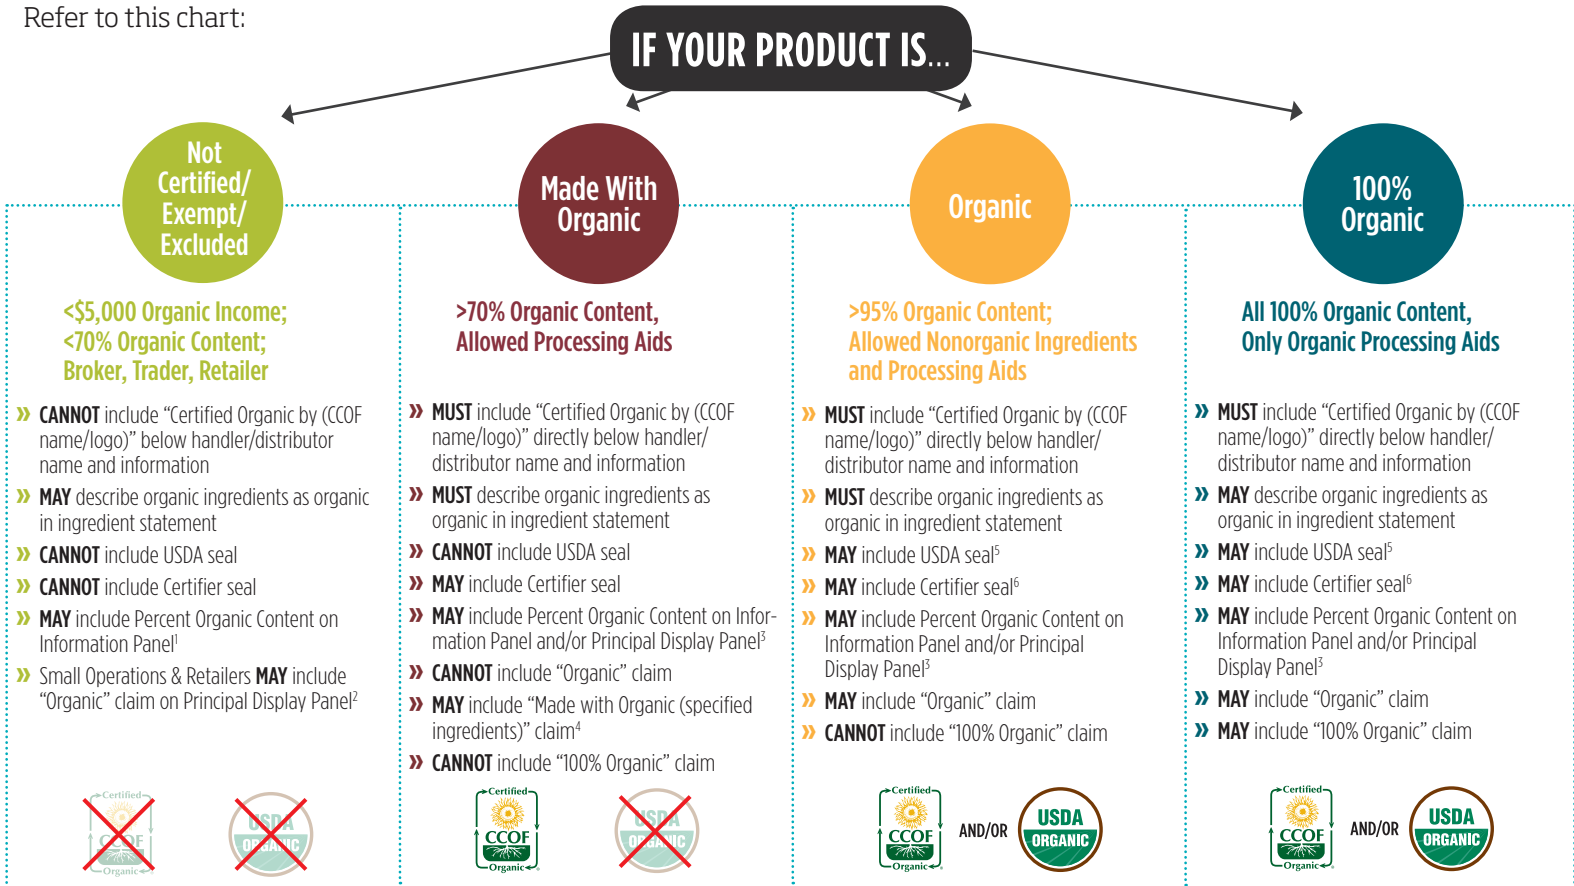 Refer to this chart:
IF YOUR PRODUCT IS...
Not
Certified/
Exempt/
Excluded
<$5,000 Organic Income;
<70% Organic Content;
Broker, Trader, Retailer
» CANNOT include “Certified Organic by (CCOF
name/logo)” below handler/distributor
name and information
» MAY describe organic ingredients as organic
in ingredient statement
» CANNOT include USDA seal
» CANNOT include Certifier seal
» MAY include Percent Organic Content on
Information Panel¹
» Small Operations & Retailers MAY include
“Organic” claim on Principal Display Panel²
Certified
CCOF
Organic
USDA
ORGANIC
Made With
Organic
>70% Organic Content,
Allowed Processing Aids
» MUST include “Certified Organic by (CCOF
name/logo)” directly below handler/
distributor name and information
» MUST describe organic ingredients as
organic in ingredient statement
» CANNOT include USDA seal
» MAY include Certifier seal
» MAY include Percent Organic Content on Infor-
mation Panel and/or Principal Display Panel³
» CANNOT include “Organic” claim
» MAY include “Made with Organic (specified
ingredients)” claim⁴
» CANNOT include “100% Organic” claim
Certified
CCOF
Organic
USDA
ORGANIC
Organic
>95% Organic Content;
Allowed Nonorganic Ingredients
and Processing Aids
» MUST include “Certified Organic by (CCOF
name/logo)” directly below handler/
distributor name and information
» MUST describe organic ingredients as
organic in ingredient statement
» MAY include USDA seal⁵
» MAY include Certifier seal⁶
» MAY include Percent Organic Content on
Information Panel and/or Principal
Display Panel³
» MAY include “Organic” claim
» CANNOT include “100% Organic” claim
Certified
CCOF
Organic
AND/OR
USDA
ORGANIC
100%
Organic
All 100% Organic Content,
Only Organic Processing Aids
» MUST include “Certified Organic by (CCOF
name/logo)” directly below handler/
distributor name and information
» MAY describe organic ingredients as
organic in ingredient statement
» MAY include USDA seal⁵
» MAY include Certifier seal⁶
» MAY include Percent Organic Content on
Information Panel and/or Principal
Display Panel³
» MAY include “Organic” claim
» MAY include “100% Organic” claim
Certified
CCOF
Organic
AND/OR
USDA
ORGANIC